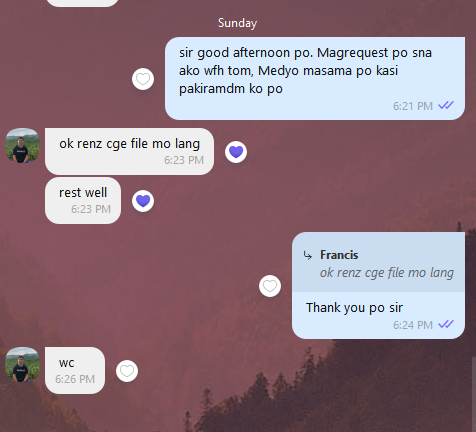 Sunday
sir good afternoon po. Magrequest po sna
ako wfh tom, Medyo masama po kasi
pakiramdm ko po
6:21 PM
ok renz cge file mo lang
6:23 PM
rest well
6:23 PM
Francis
ok renz cge file mo lang
Thank you po sir
6:24 PM
wc
6:26 PM